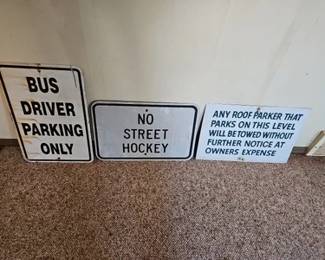 BUS
DRIVER
PARKING
ONLY
NO
STREET
HOCKEY
ANY ROOF PARKER THAT
PARKS ON THIS LEVEL
WILL BE TOWED WITHOUT
FURTHER NOTICE AT
OWNERS EXPENSE